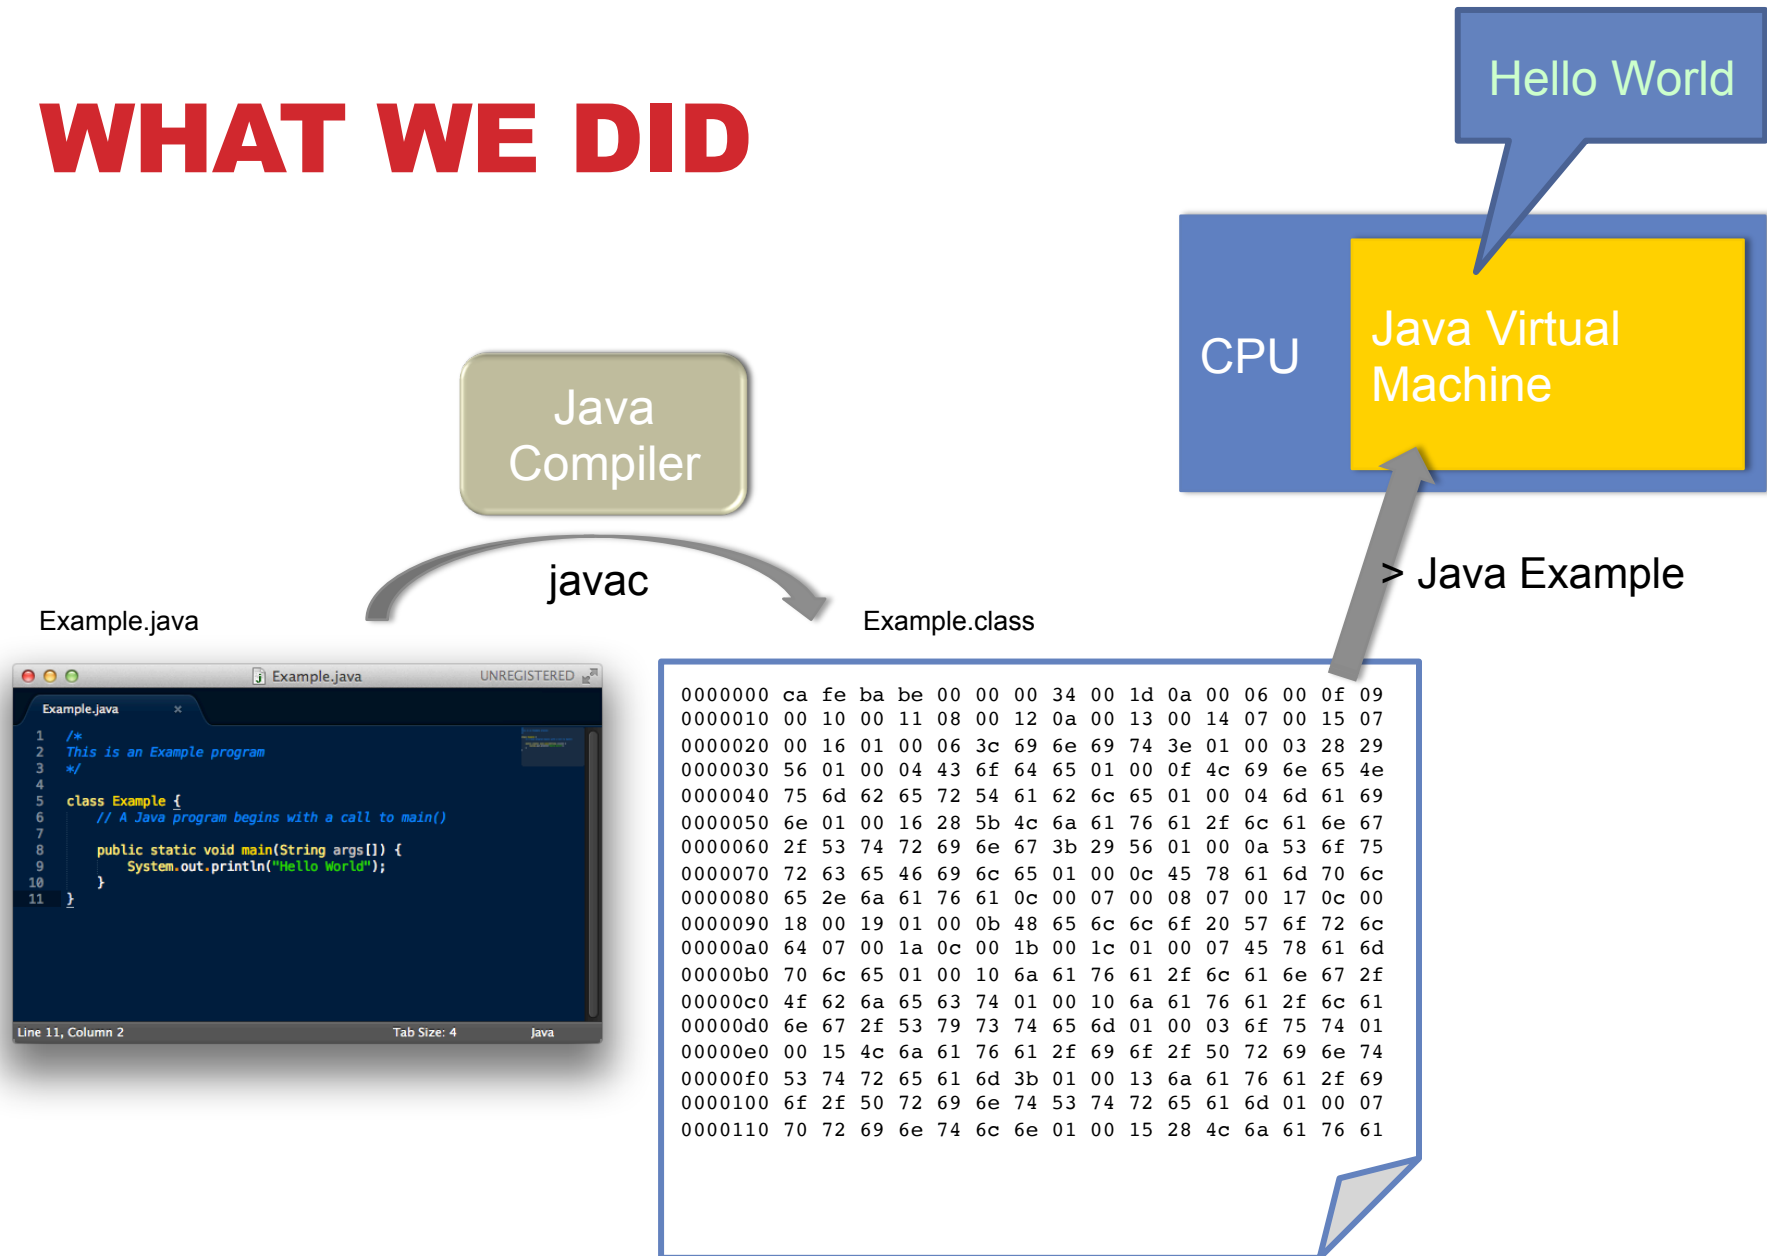 WHAT WE DID
Hello World
CPU
Java Virtual
Machine
Java
Compiler
javac
> Java Example
Example.java
Example.class
Example.java
UNREGISTERED
Example.java
1 /*
2 This is an Example program
3 */
4
5 class Example {
6 // A Java program begins with a call to main()
7
8 public static void main(String args[]) {
9 System.out.println("Hello World");
10 }
11 }
Line 11, Column 2
Tab Size: 4
Java
0000000 ca fe ba be 00 00 00 34 00 1d 0a 00 06 00 0f 09
0000010 00 10 00 11 08 00 12 0a 00 13 00 14 07 00 15 07
0000020 00 16 01 00 06 3c 69 6e 69 74 3e 01 00 03 28 29
0000030 56 01 00 04 43 6f 64 65 01 00 0f 4c 69 6e 65 4e
0000040 75 6d 62 65 72 54 61 62 6c 65 01 00 04 6d 61 69
0000050 6e 01 00 16 28 5b 4c 6a 61 76 61 2f 6c 61 6e 67
0000060 2f 53 74 72 69 6e 67 3b 29 56 01 00 0a 53 6f 75
0000070 72 63 65 46 69 6c 65 01 00 0c 45 78 61 6d 70 6c
0000080 65 2e 6a 61 76 61 0c 00 07 00 08 07 00 17 0c 00
0000090 18 00 19 01 00 0b 48 65 6c 6c 6f 20 57 6f 72 6c
00000a0 64 07 00 1a 0c 00 1b 00 1c 01 00 07 45 78 61 6d
00000b0 70 6c 65 01 00 10 6a 61 76 61 2f 6c 61 6e 67 2f
00000c0 4f 62 6a 65 63 74 01 00 10 6a 61 76 61 2f 6c 61
00000d0 6e 67 2f 53 79 73 74 65 6d 01 00 03 6f 75 74 01
00000e0 00 15 4c 6a 61 76 61 2f 69 6f 2f 50 72 69 6e 74
00000f0 53 74 72 65 61 6d 3b 01 00 13 6a 61 76 61 2f 69
0000100 6f 2f 50 72 69 6e 74 53 74 72 65 61 6d 01 00 07
0000110 70 72 69 6e 74 6c 6e 01 00 15 28 4c 6a 61 76 61